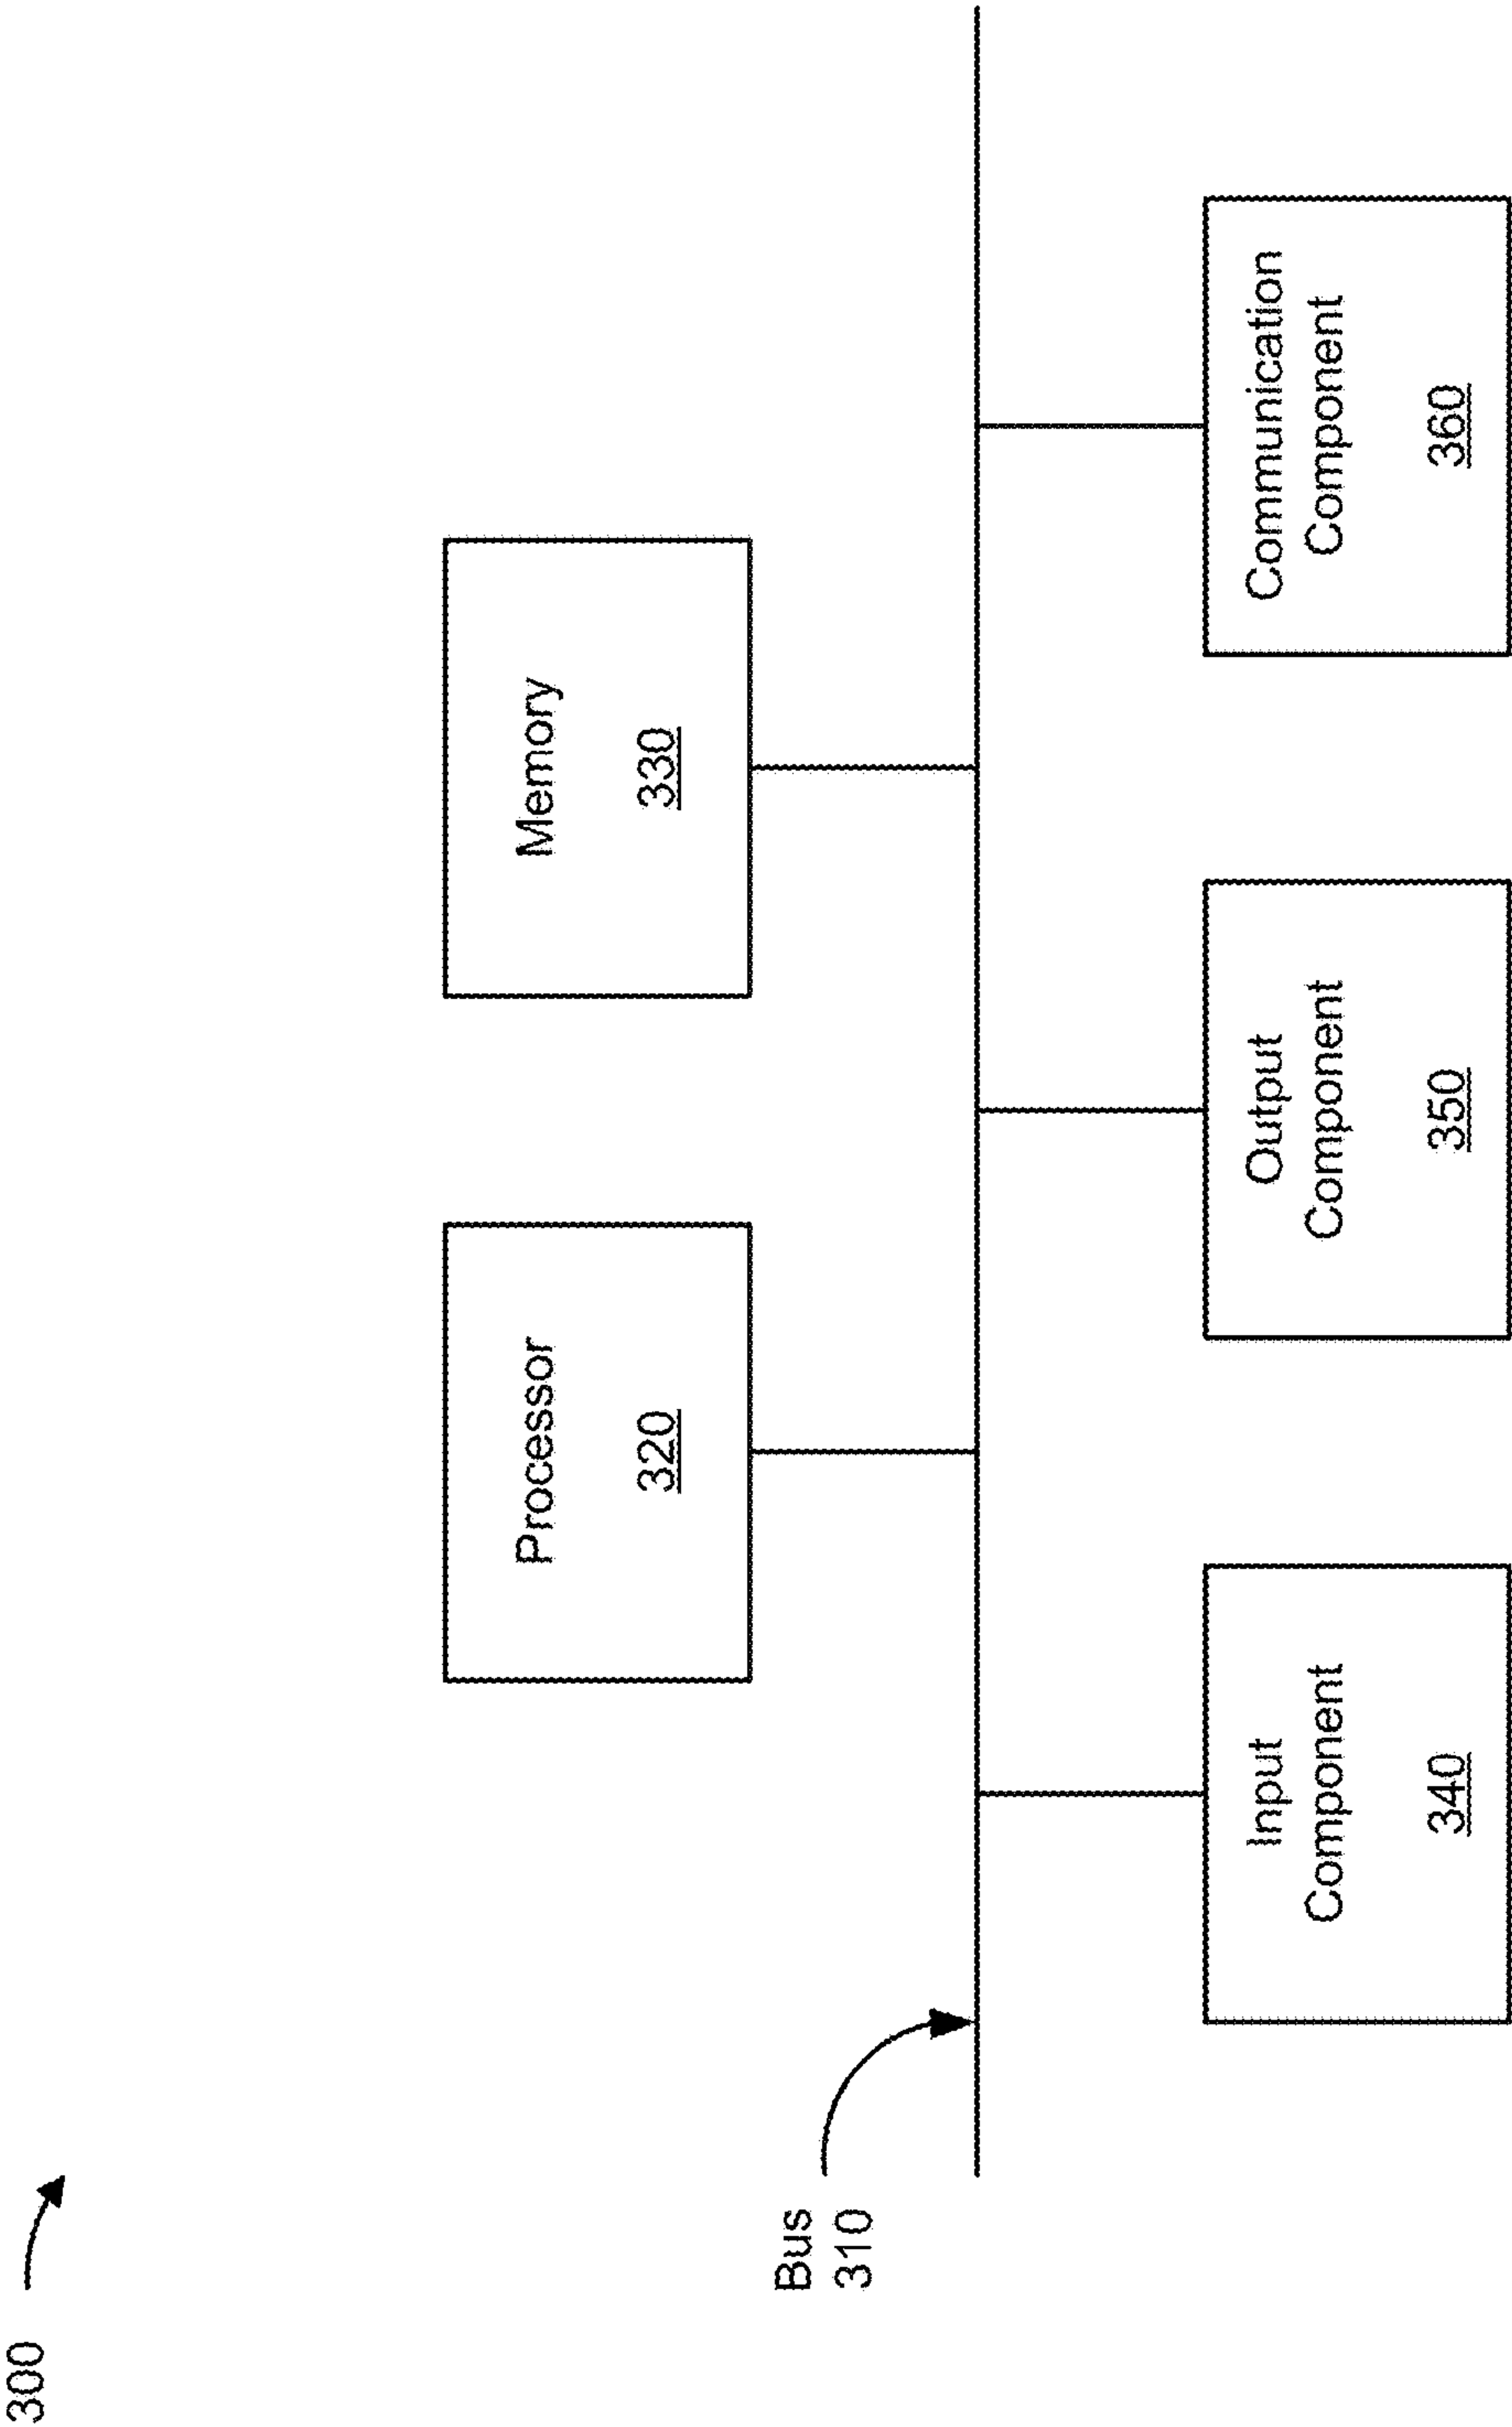 300
Processor
320
Memory
330
Bus
310
Input
Component
340
Output
Component
350
Communication
Component
360